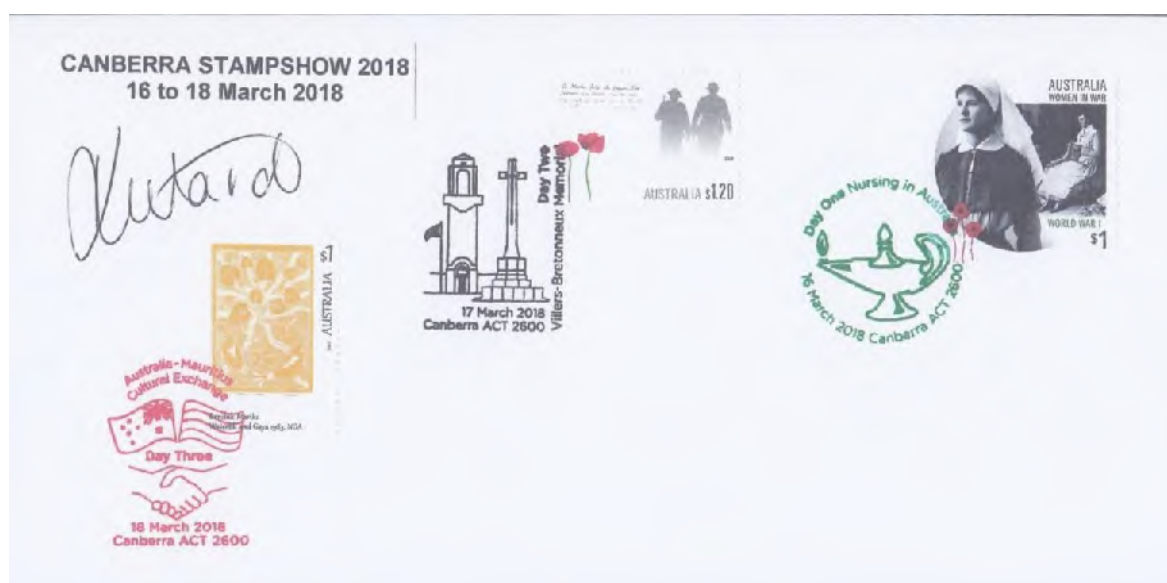 CANBERRA STAMPSHOW 2018
16 to 18 March 2018
$1
AUSTRALIA
Australia-Mauritius
Cultural Exchange
Day Three
18 March 2018
Canberra ACT 2600
AUSTRALIA $1.20
Day Two
Villers-Bretonneux Memorial
17 March 2018
Canberra ACT 2600
AUSTRALIA
WOMEN IN WAR
WORLD WAR I
$1
Day One Nursing in
16 March 2018 Canberra ACT 2600